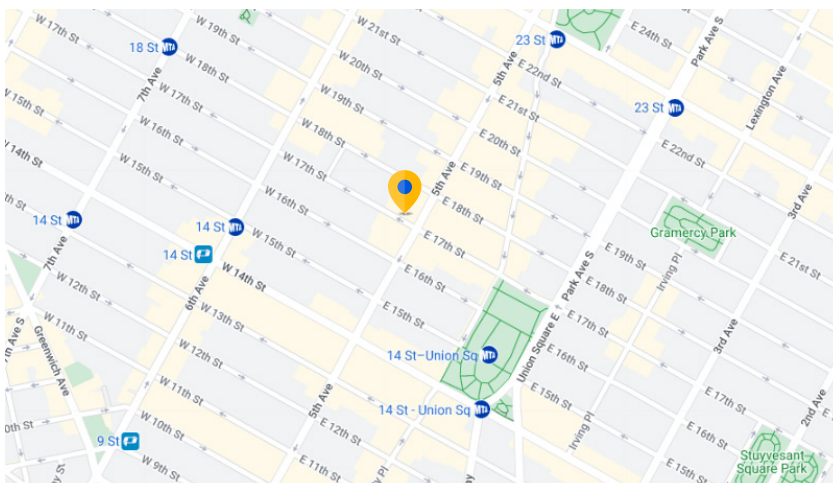 W 17th St
18 St
W 18th St
W 21st St
W 20th St
W 19th St
W 18th St
W 17th St
23 St
5th Ave
E 22nd St
E 21st St
E 20th St
E 24th St
Park Ave S
Lexington Ave
23 St
E 22nd St
7th Ave
W 17th St
W 16th St
W 15th St
W 15th St
14th St
5th Ave
E 19th St
E 18th St
E 17th St
W 16th St
W 15th St
3rd Ave
Gramercy Park
14 St
14 St
14 St
7th Ave
W 14th St
6th Ave
E 16th St
E 15th St
Park Ave S
Irving Pl
E 19th St
E 18th St
E 17th St
E 16th St
E 15th St
E 21st St
3rd Ave
W 12th St
W 11th St
W 13th St
W 12th St
W 11th St
W 10th St
W 9th St
Ave S
Greenwich Ave
14 St–Union Sq
14 St - Union Sq
Union Square E
5th Ave
E 12th St
E 11th St
Irving Pl
E 17th St
E 16th St
E 15th St
2nd Ave
9 St
Stuyvesant
Square Park